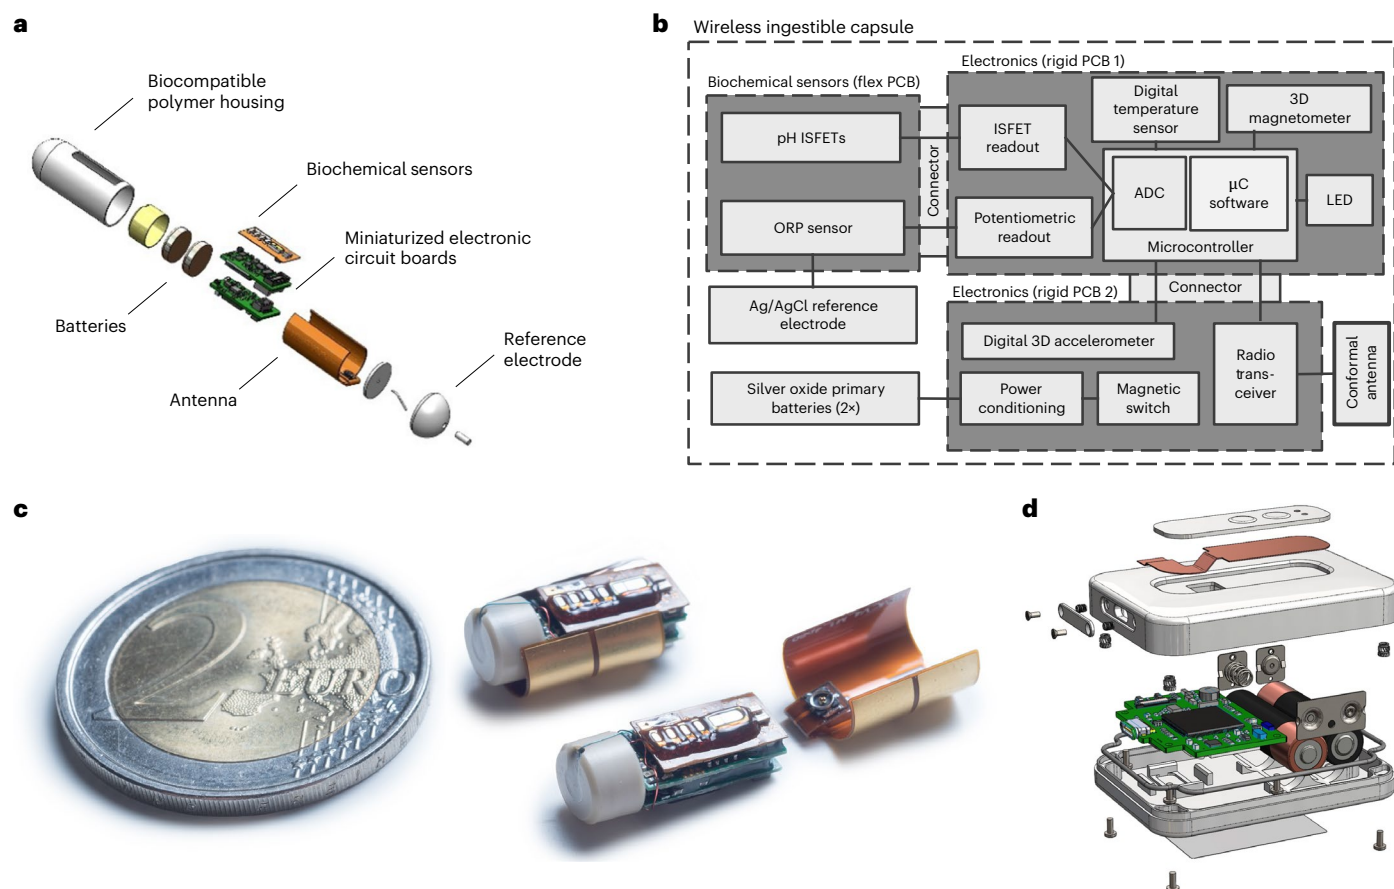 a
Biocompatible
polymer housing
Biochemical sensors
Miniaturized electronic
circuit boards
Batteries
Reference
electrode
Antenna
b
Wireless ingestible capsule
Electronics (rigid PCB 1)
Biochemical sensors (flex PCB)
Digital
temperature
sensor
3D
magnetometer
pH ISFETs
ISFET
readout
Connector
ADC
µC
software
LED
ORP sensor
Potentiometric
readout
Microcontroller
Connector
Electronics (rigid PCB 2)
Ag/AgCl reference
electrode
Digital 3D accelerometer
Radio
trans-
ceiver
Conformal
antenna
Silver oxide primary
batteries (2×)
Power
conditioning
Magnetic
switch
c
2
EURO
d